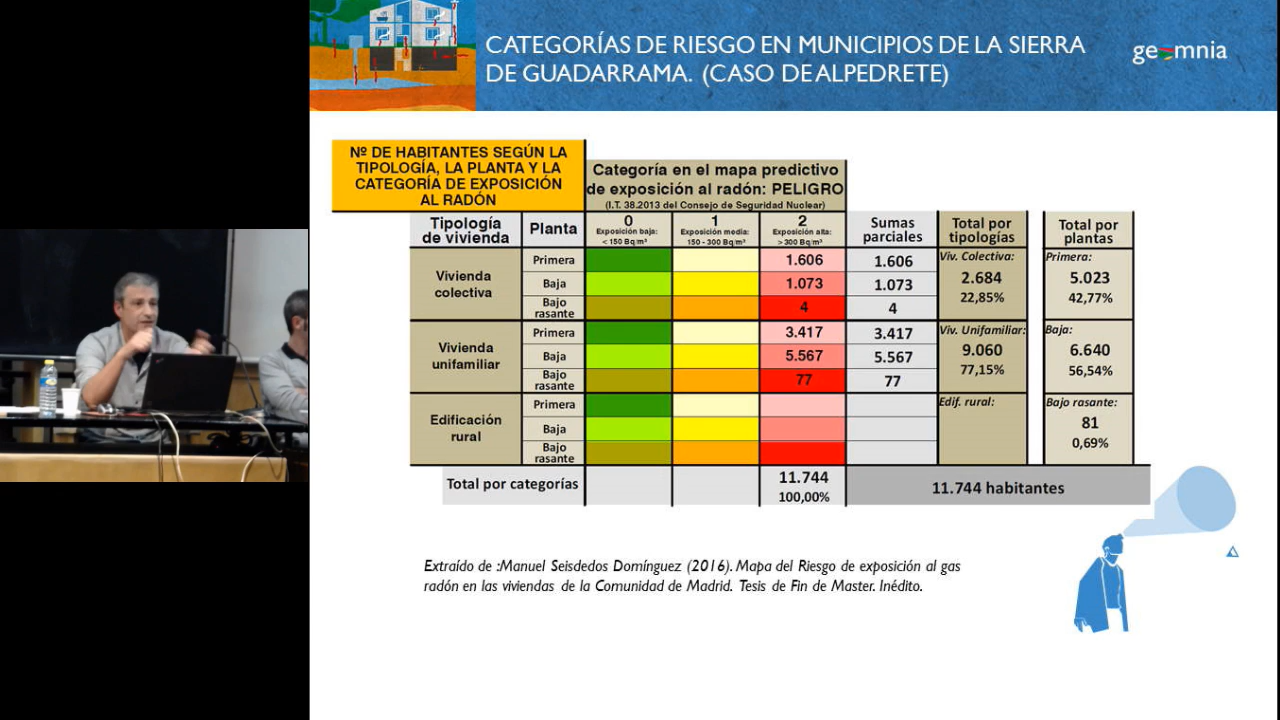 CATEGORÍAS DE RIESGO EN MUNICIPIOS DE LA SIERRA
DE GUADARRAMA. (CASO DE ALPEDRETE)
geomnia
Nº DE HABITANTES SEGÚN LA
TIPOLOGÍA, LA PLANTA Y LA
CATEGORÍA DE EXPOSICIÓN
AL RADÓN
Categoría en el mapa predictivo
de exposición al radón: PELIGRO
(I.T. 38.2013 del Consejo de Seguridad Nuclear)
Tipología
de vivienda
Planta
0
Exposición baja:
< 150 Bq/m³
1
Exposición media:
150 - 300 Bq/m³
2
Exposición alta:
> 300 Bq/m³
Sumas
parciales
Total por
tipologías
Total por
plantas
Vivienda
colectiva
Primera
1.606
1.606
Baja
1.073
1.073
Bajo
rasante
4
4
Viv. Colectiva:
2.684
22,85%
Primera:
5.023
42,77%
Vivienda
unifamiliar
Primera
3.417
3.417
Baja
5.567
5.567
Bajo
rasante
77
77
Viv. Unifamiliar:
9.060
77,15%
Baja:
6.640
56,54%
Edificación
rural
Primera
Baja
Bajo
rasante
Edif. rural:
Bajo rasante:
81
0,69%
Total por categorías
11.744
100,00%
11.744 habitantes
Extraído de :Manuel Seisdedos Domínguez (2016). Mapa del Riesgo de exposición al gas
radón en las viviendas de la Comunidad de Madrid. Tesis de Fin de Master. Inédito.